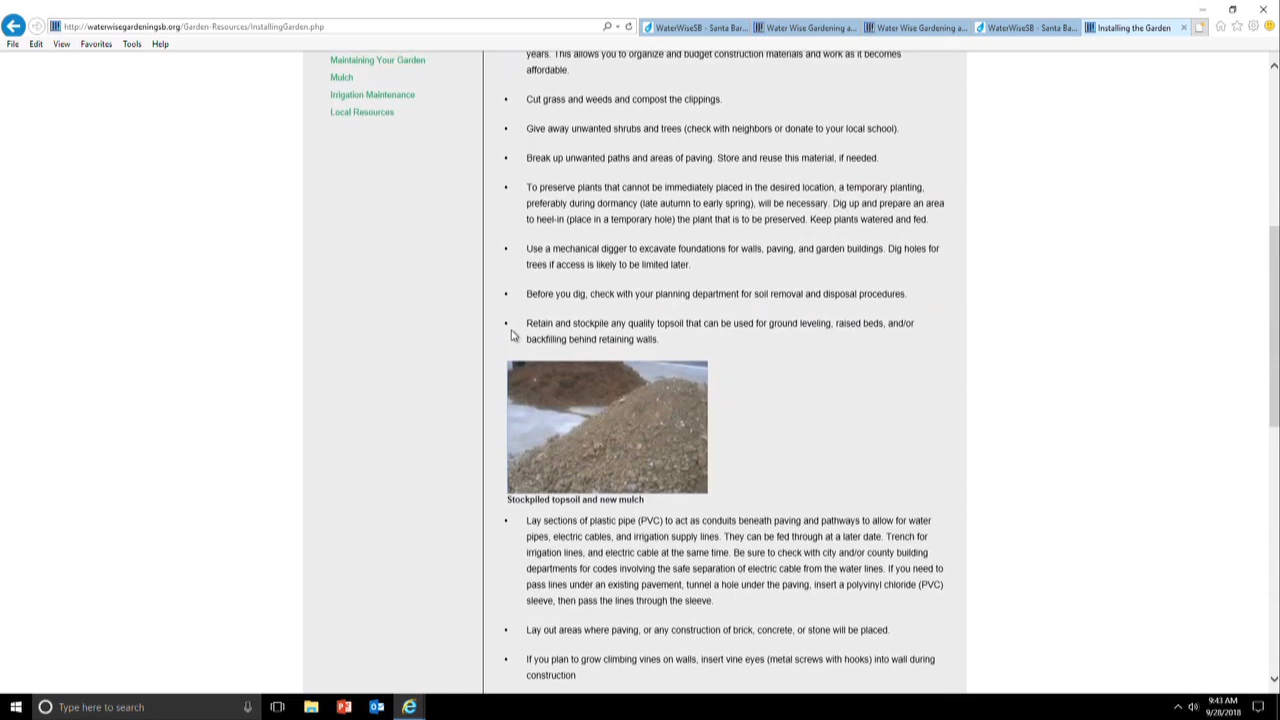 http://waterwisegardeningsb.org/Garden-Resources/InstallingGarden.php
WaterWiseSB - Santa Bar...
Water Wise Gardening a...
Water Wise Gardening a...
WaterWiseSB - Santa Ba...
Installing the Garden
File Edit View Favorites Tools Help
Maintaining Your Garden
Mulch
Irrigation Maintenance
Local Resources
years. This allows you to organize and budget construction materials and work as it becomes
affordable.
• Cut grass and weeds and compost the clippings.
• Give away unwanted shrubs and trees (check with neighbors or donate to your local school).
• Break up unwanted paths and areas of paving. Store and reuse this material, if needed.
• To preserve plants that cannot be immediately placed in the desired location, a temporary planting,
preferably during dormancy (late autumn to early spring), will be necessary. Dig up and prepare an area
to heel-in (place in a temporary hole) the plant that is to be preserved. Keep plants watered and fed.
• Use a mechanical digger to excavate foundations for walls, paving, and garden buildings. Dig holes for
trees if access is likely to be limited later.
• Before you dig, check with your planning department for soil removal and disposal procedures.
• Retain and stockpile any quality topsoil that can be used for ground leveling, raised beds, and/or
backfilling behind retaining walls.
Stockpiled topsoil and new mulch
• Lay sections of plastic pipe (PVC) to act as conduits beneath paving and pathways to allow for water
pipes, electric cables, and irrigation supply lines. They can be fed through at a later date. Trench for
irrigation lines, and electric cable at the same time. Be sure to check with city and/or county building
departments for codes involving the safe separation of electric cable from the water lines. If you need to
pass lines under an existing pavement, tunnel a hole under the paving, insert a polyvinyl chloride (PVC)
sleeve, then pass the lines through the sleeve.
• Lay out areas where paving, or any construction of brick, concrete, or stone will be placed.
• If you plan to grow climbing vines on walls, insert vine eyes (metal screws with hooks) into wall during
construction
Type here to search
9:43 AM
9/28/2018